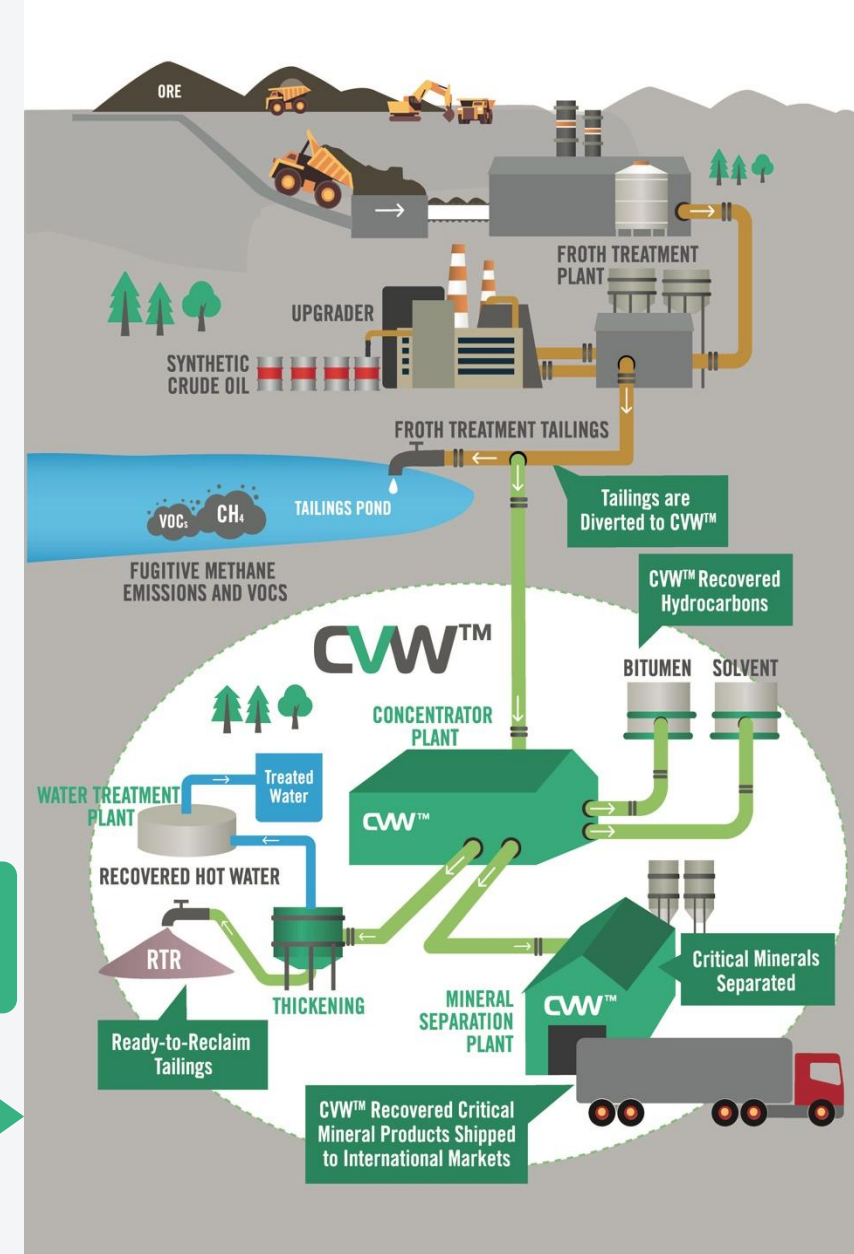 ORE
FROTH TREATMENT
PLANT
UPGRADER
SYNTHETIC
CRUDE OIL
FROTH TREATMENT TAILINGS
TAILINGS POND
VOCs
CH4
FUGITIVE METHANE
EMISSIONS AND VOCS
Tailings are
Diverted to CVW™
CVW™ Recovered
Hydrocarbons
CVW™
BITUMEN
SOLVENT
CONCENTRATOR
PLANT
Treated
Water
WATER TREATMENT
PLANT
CVW™
RECOVERED HOT WATER
RTR
THICKENING
Critical Minerals
Separated
MINERAL
SEPARATION
PLANT
CVW™
Ready-to-Reclaim
Tailings
CVW™ Recovered Critical
Mineral Products Shipped
to International Markets